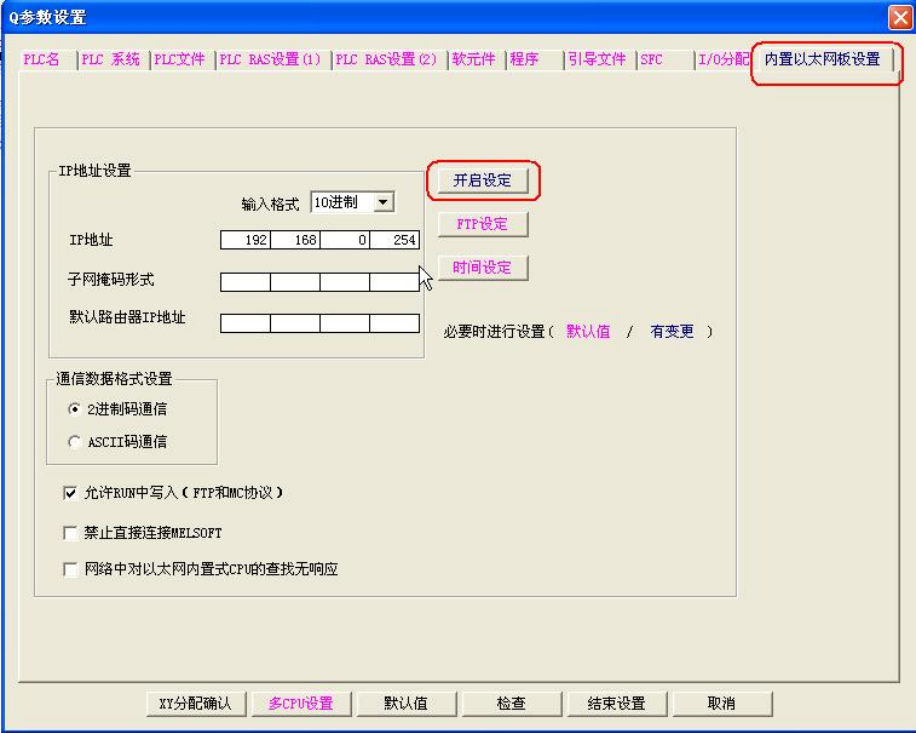 Q参数设置
PLC名 PLC 系统 PLC文件 PLC RAS设置(1) PLC RAS设置(2) 软元件 程序 引导文件 SFC I/O分配 内置以太网板设置
IP地址设置
开启设定
输入格式 10进制
FTP设定
IP地址 192 168 0 254
时间设定
子网掩码形式
默认路由器IP地址
必要时进行设置( 默认值 / 有变更 )
通信数据格式设置
2进制码通信
ASCII码通信
允许RUN中写入(FTP和MC协议)
禁止直接连接MELSOFT
网络中对以太网内置式CPU的查找无响应
XY分配确认 多CPU设置 默认值 检查 结束设置 取消